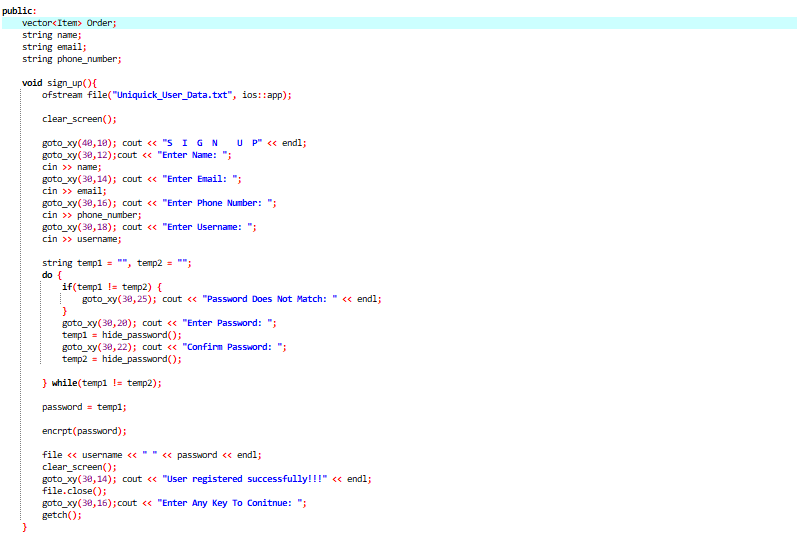 public:
vector<Item> Order;
string name;
string email;
string phone_number;
void sign_up(){
ofstream file("Uniquick_User_Data.txt", ios::app);
clear_screen();
goto_xy(40,10); cout << "S  I  G  N    U  P" << endl;
goto_xy(30,12);cout << "Enter Name: ";
cin >> name;
goto_xy(30,14); cout << "Enter Email: ";
cin >> email;
goto_xy(30,16); cout << "Enter Phone Number: ";
cin >> phone_number;
goto_xy(30,18); cout << "Enter Username: ";
cin >> username;
string temp1 = "", temp2 = "";
do {
if(temp1 != temp2) {
goto_xy(30,25); cout << "Password Does Not Match: " << endl;
}
goto_xy(30,20); cout << "Enter Password: ";
temp1 = hide_password();
goto_xy(30,22); cout << "Confirm Password: ";
temp2 = hide_password();
} while(temp1 != temp2);
password = temp1;
encrpt(password);
file << username << " " << password << endl;
clear_screen();
goto_xy(30,14); cout << "User registered successfully!!!" << endl;
file.close();
goto_xy(30,16);cout << "Enter Any Key To Conitnue: ";
getch();
}